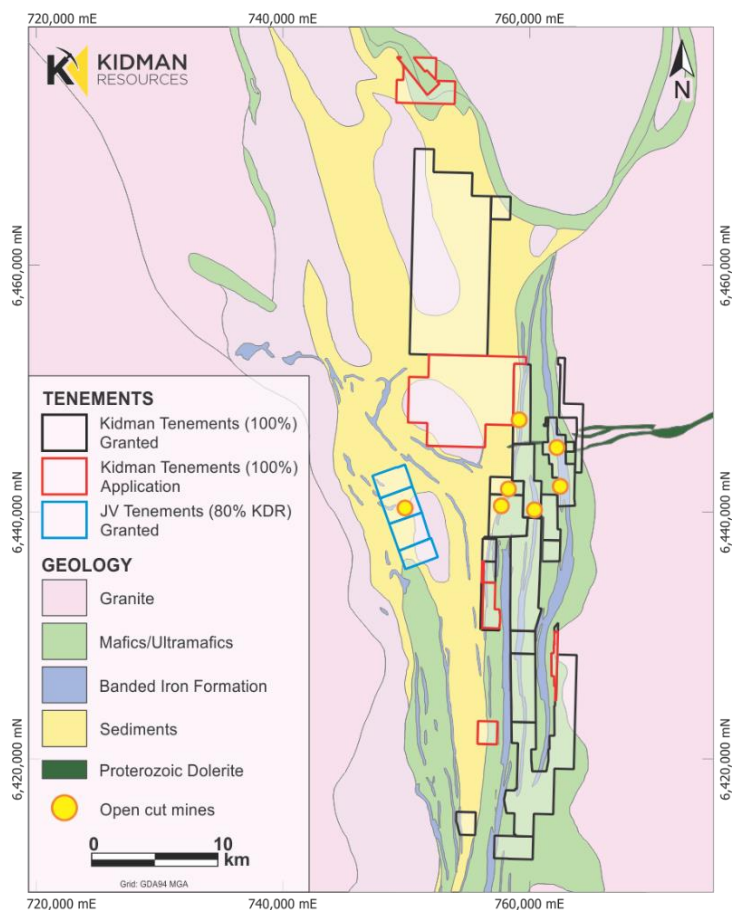 720,000 mE
740,000 mE
760,000 mE
KIDMAN
RESOURCES
N
6,460,000 mN
6,460,000 mN
TENEMENTS
Kidman Tenements (100%)
Granted
Kidman Tenements (100%)
Application
JV Tenements (80% KDR)
Granted
6,440,000 mN
6,440,000 mN
GEOLOGY
Granite
Mafics/Ultramafics
Banded Iron Formation
Sediments
Proterozoic Dolerite
Open cut mines
6,420,000 mN
6,420,000 mN
0 10
km
Grid: GDA94 MGA
720,000 mE
740,000 mE
760,000 mE